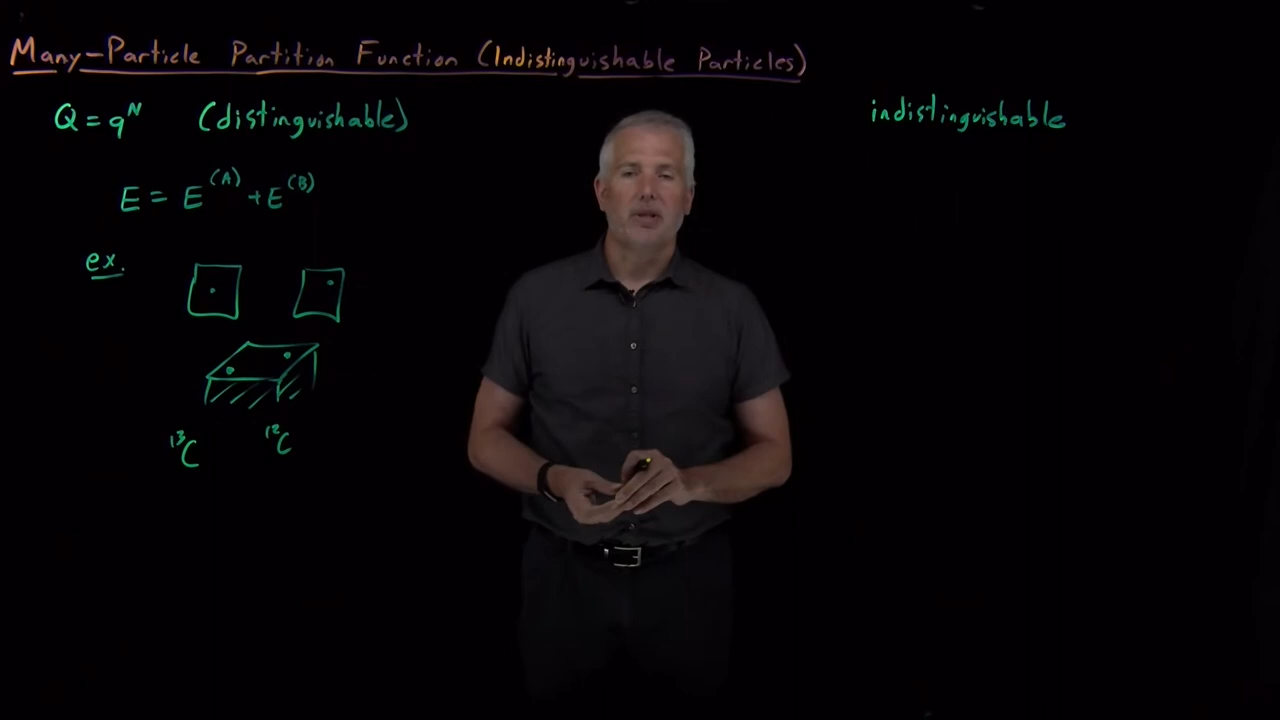 Many-Particle Partition Function (Indistinguishable Particles)
Q = q^N (distinguishable)
indistinguishable
E = E^(A) + E^(B)
ex.
¹³C ¹²C